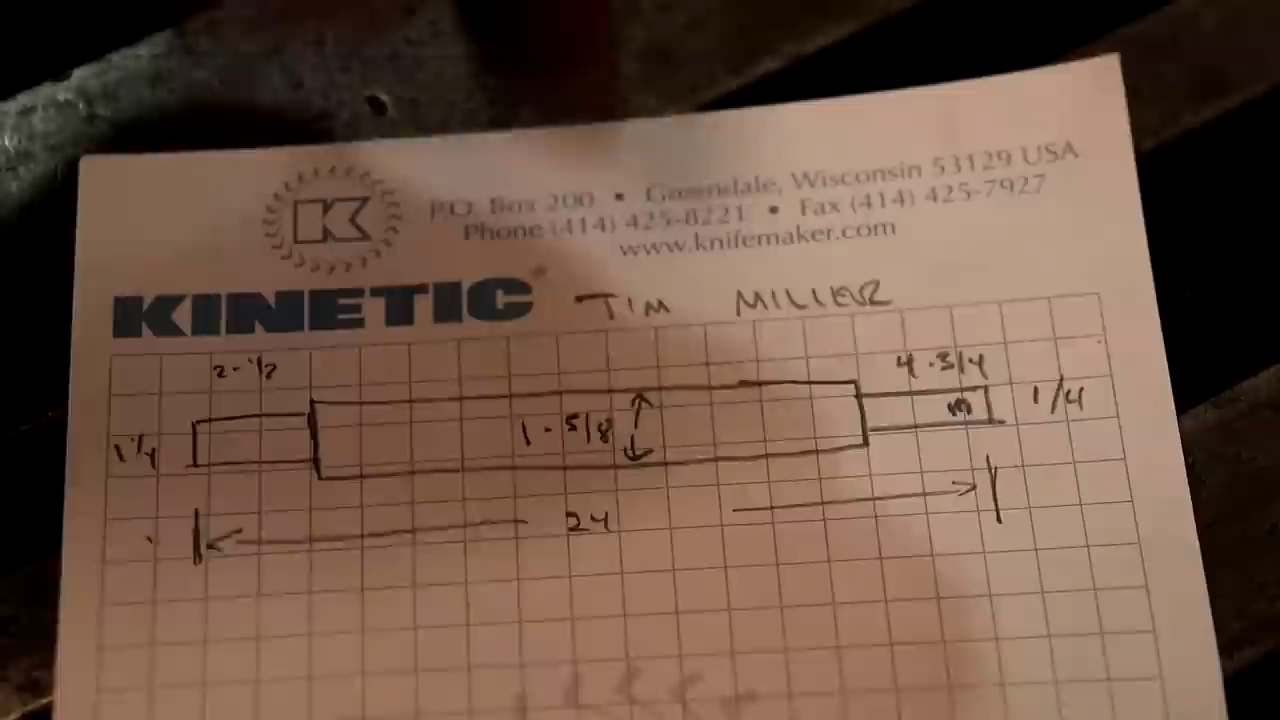 K
P.O. Box 200 • Greendale, Wisconsin 53129 USA
Phone (414) 425-8221 • Fax (414) 425-7927
www.knifemaker.com
KINETIC® TIM MILLER
2-1/2 4-3/4
1 1/4 1-5/8 m 1/4
24